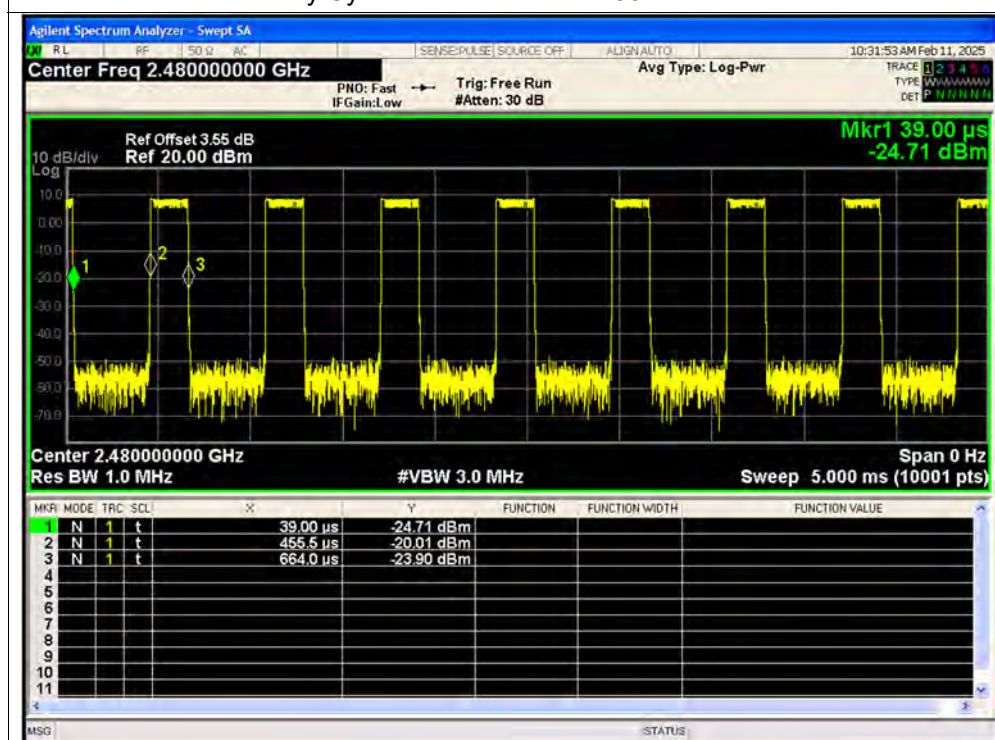 Agilent Spectrum Analyzer - Swept SA
RL RF 50 Ω AC SENSE:PULSE SOURCE OFF ALIGN AUTO 10:31:53 AM Feb 11, 2025
Center Freq 2.480000000 GHz
PNO: Fast
IFGain:Low
Trig: Free Run
#Atten: 30 dB
Avg Type: Log-Pwr
TRACE 1 2 3 4 5 6
TYPE WWWWWW
DET P N N N N N
Mkr1 39.00 µs
-24.71 dBm
Ref Offset 3.55 dB
10 dB/div Ref 20.00 dBm
Log
10.0
0.00
-10.0
-20.0
-30.0
-40.0
-50.0
-60.0
-70.0
1
2
3
Center 2.480000000 GHz Span 0 Hz
Res BW 1.0 MHz #VBW 3.0 MHz Sweep 5.000 ms (10001 pts)
MKR MODE TRC SCL X Y FUNCTION FUNCTION WIDTH FUNCTION VALUE
1 N 1 t 39.00 µs -24.71 dBm
2 N 1 t 455.5 µs -20.01 dBm
3 N 1 t 664.0 µs -23.90 dBm
4
5
6
7
8
9
10
11
MSG STATUS